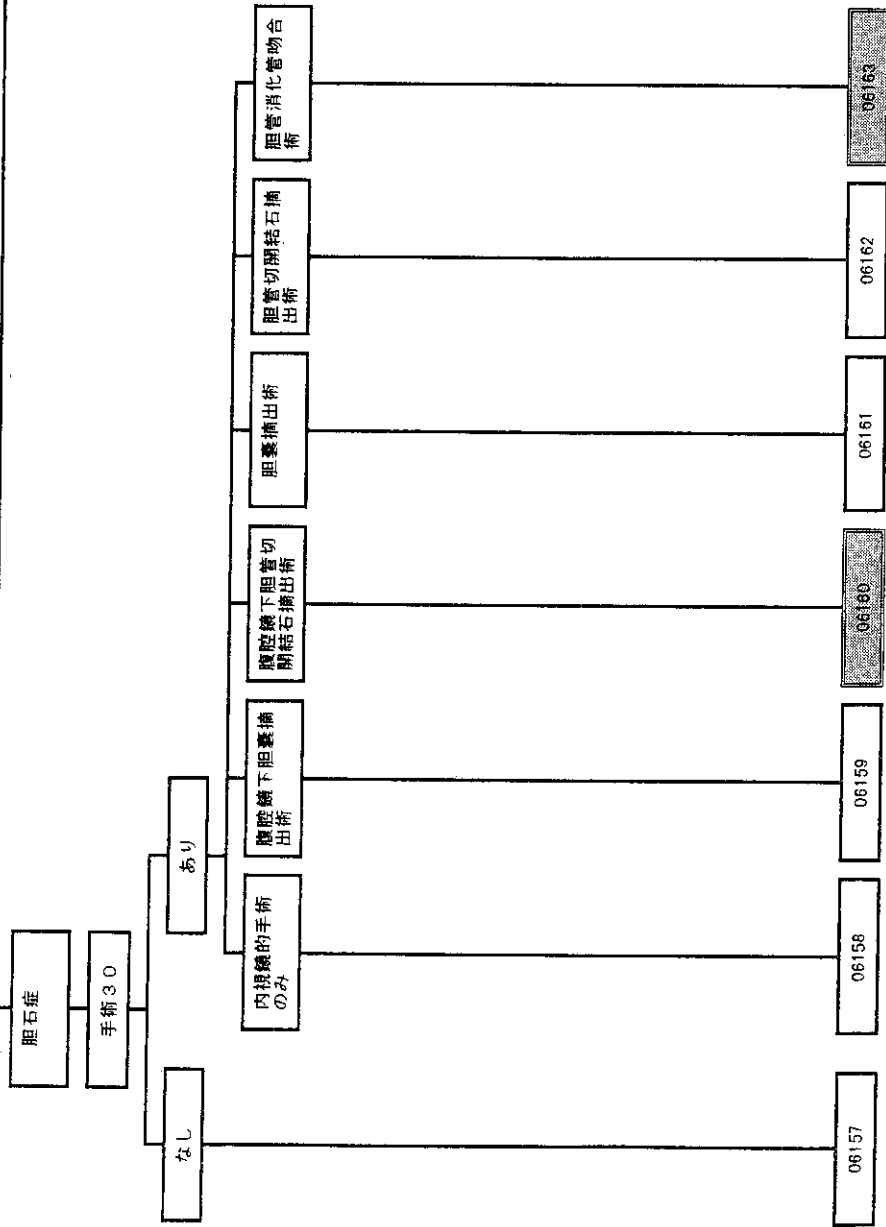 胆石症
手術30
なし
あり
内視鏡的手術
のみ
腹腔鏡下胆嚢摘
出術
腹腔鏡下胆管切
開結石摘出術
胆嚢摘出術
胆管切開結石摘
出術
胆管消化管吻合
術
06157
06158
06159
06160
06161
06162
06163